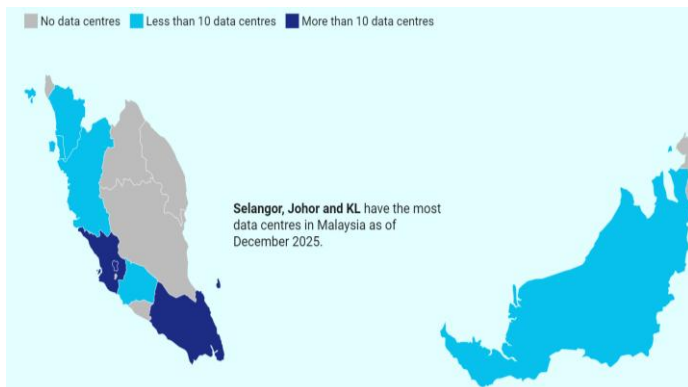 No data centres Less than 10 data centres More than 10 data centres
Selangor, Johor and KL have the most
data centres in Malaysia as of
December 2025.